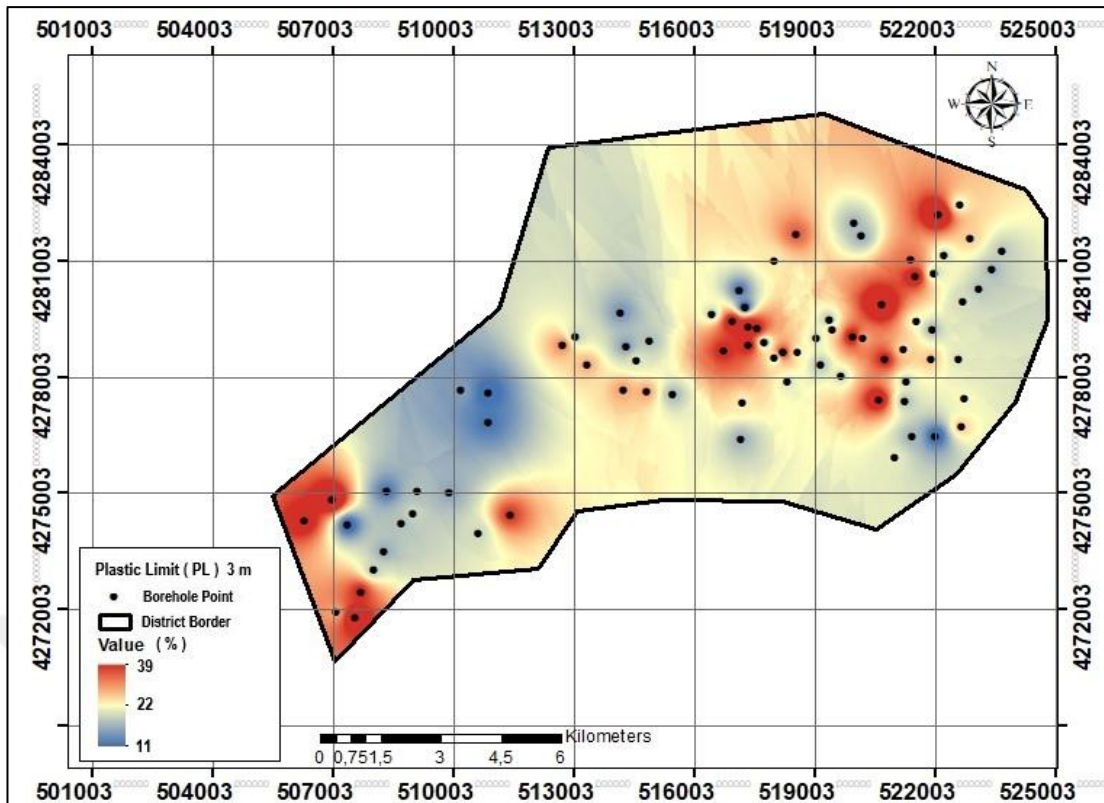 501003 504003 507003 510003 513003 516003 519003 522003 525003
N
W E
S
4284003 4284003
4281003 4281003
4278003 4278003
4275003 4275003
4272003 4272003
Plastic Limit ( PL ) 3 m
Borehole Point
District Border
Value ( % )
39
22
11
Kilometers
0 0,75 1,5 3 4,5 6
501003 504003 507003 510003 513003 516003 519003 522003 525003